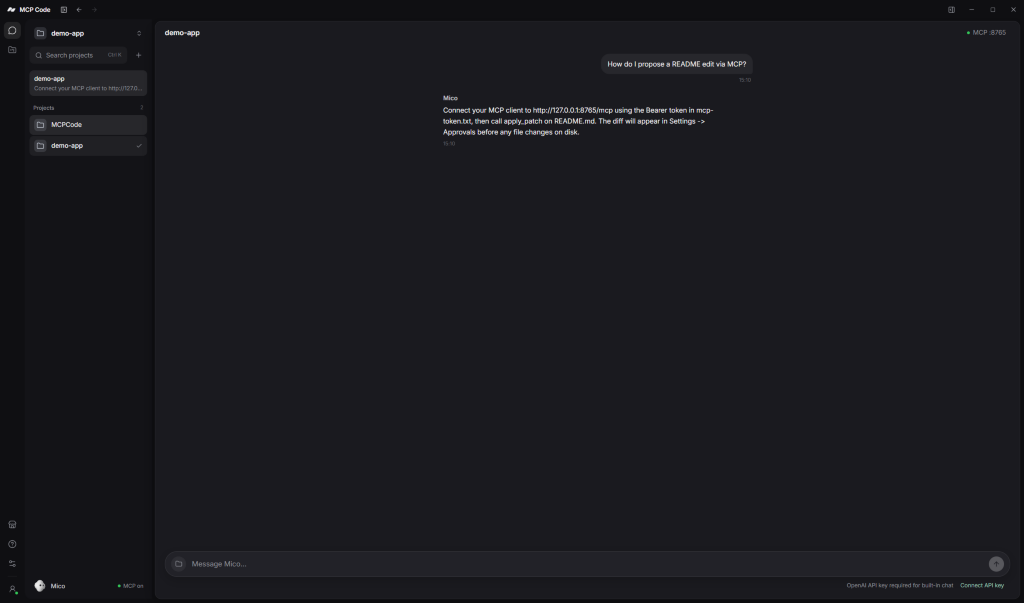 MCP Code
demo-app
Search projects
Ctrl K
demo-app
Connect your MCP client to http://127.0...
Projects
2
MCPCode
demo-app
Mico
MCP on
demo-app
MCP :8765
How do I propose a README edit via MCP?
15:10
Mico
Connect your MCP client to http://127.0.0.1:8765/mcp using the Bearer token in mcp-
token.txt, then call apply_patch on README.md. The diff will appear in Settings ->
Approvals before any file changes on disk.
15:10
Message Mico...
OpenAI API key required for built-in chat
Connect API key